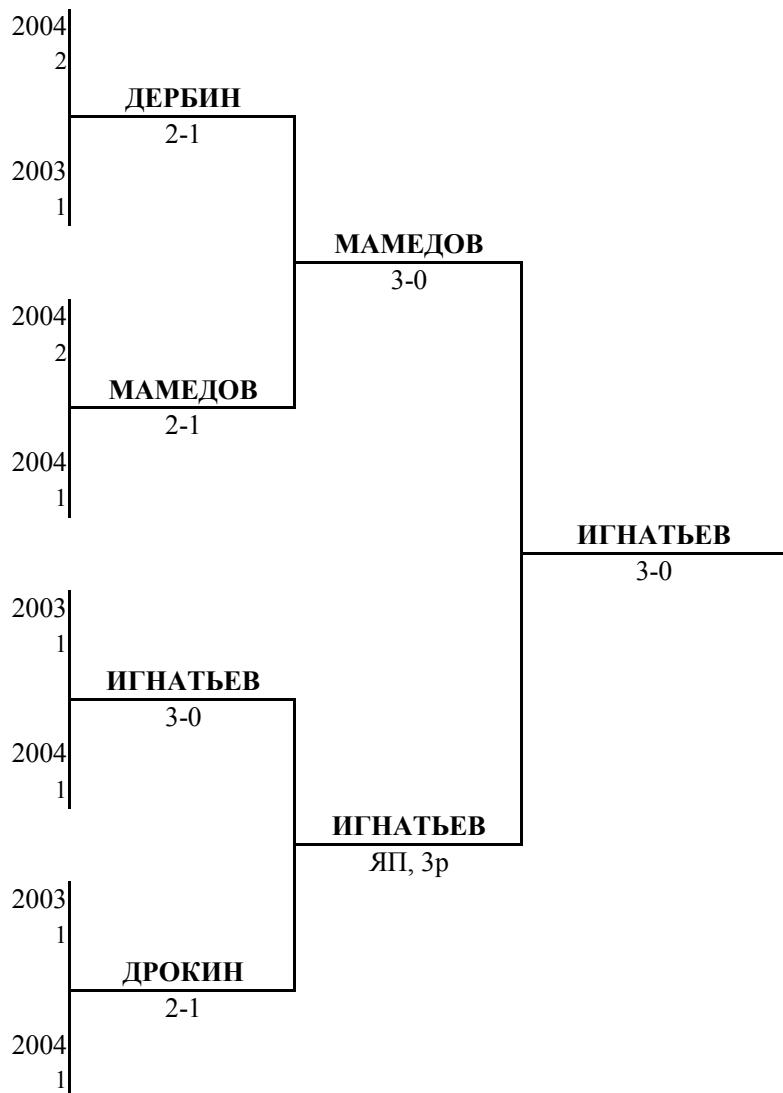 2004
2
ДЕРБИН
2-1
2003
1
МАМЕДОВ
3-0
2004
2
МАМЕДОВ
2-1
2004
1
ИГНАТЬЕВ
3-0
2003
1
ИГНАТЬЕВ
3-0
2004
1
ИГНАТЬЕВ
ЯП, 3р
2003
1
ДРОКИН
2-1
2004
1